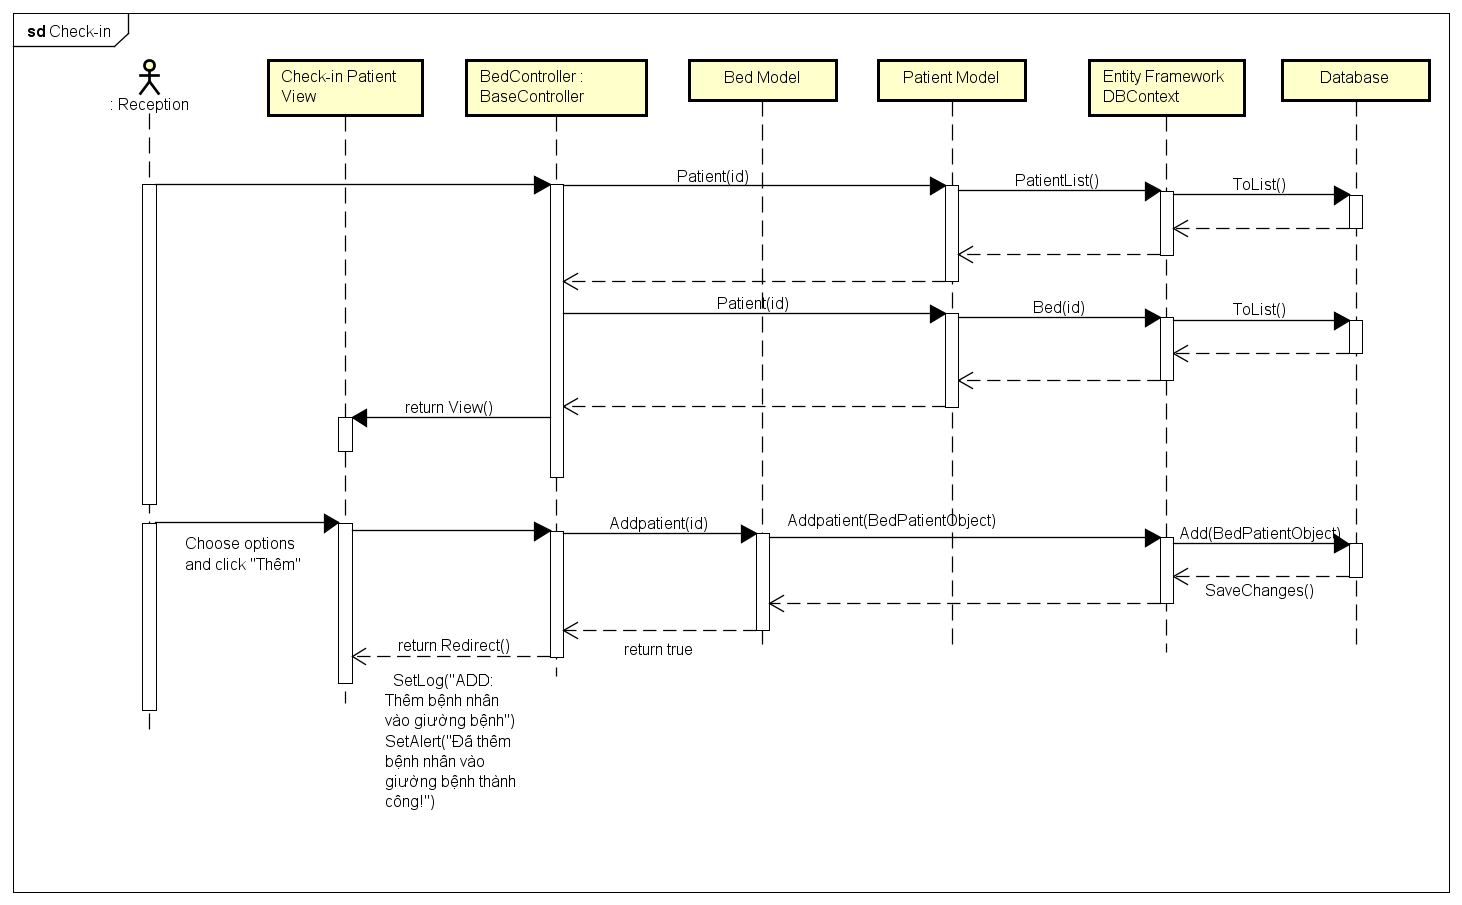 sd Check-in
: Reception
Check-in Patient
View
BedController :
BaseController
Bed Model
Patient Model
Entity Framework
DBContext
Database
Patient(id)
PatientList()
ToList()
Patient(id)
Bed(id)
ToList()
return View()
Choose options
and click "Thêm"
Addpatient(id)
Addpatient(BedPatientObject)
Add(BedPatientObject)
SaveChanges()
return true
return Redirect()
SetLog("ADD:
Thêm bệnh nhân
vào giường bệnh")
SetAlert("Đã thêm
bệnh nhân vào
giường bệnh thành
công!")